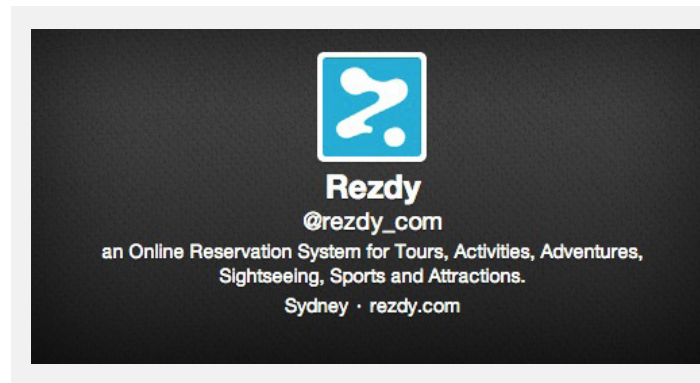 Rezdy
@rezdy_com
an Online Reservation System for Tours, Activities, Adventures,
Sightseeing, Sports and Attractions.
Sydney · rezdy.com